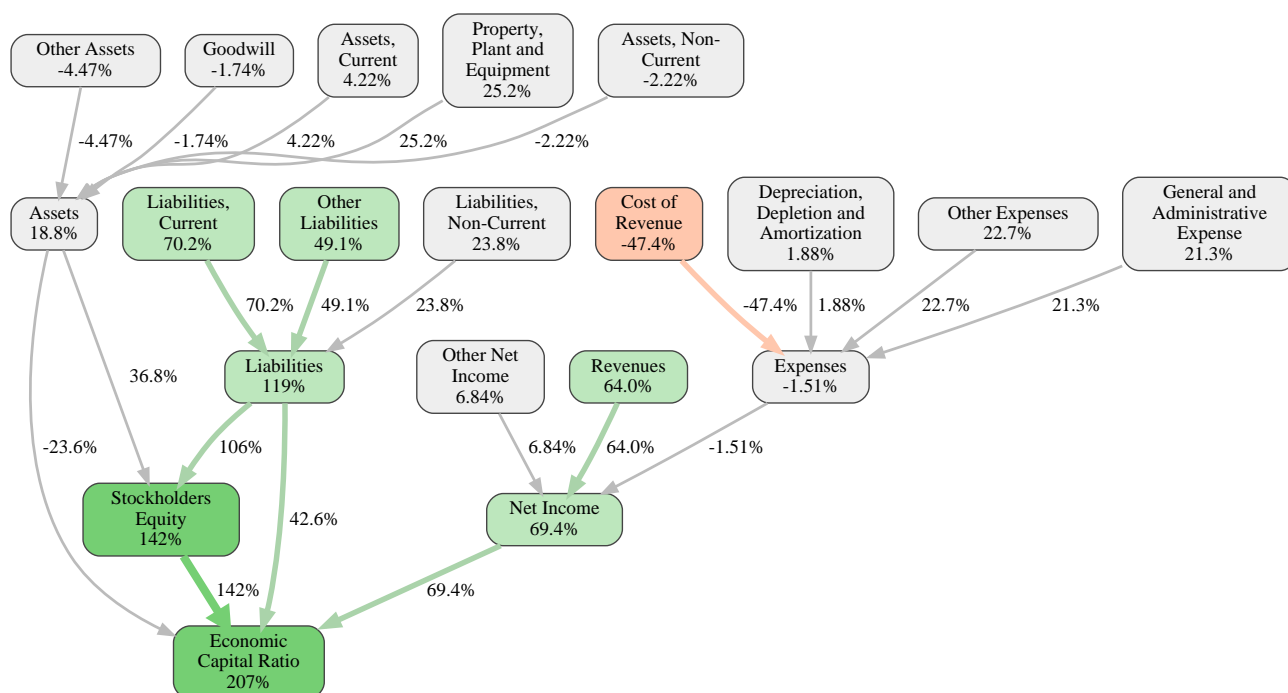 Other Assets
-4.47%
Goodwill
-1.74%
Assets,
Current
4.22%
Property,
Plant and
Equipment
25.2%
Assets, Non-
Current
-2.22%
-4.47%
-1.74%
4.22%
25.2%
-2.22%
Assets
18.8%
Liabilities,
Current
70.2%
Other
Liabilities
49.1%
Liabilities,
Non-Current
23.8%
Cost of
Revenue
-47.4%
Depreciation,
Depletion and
Amortization
1.88%
Other Expenses
22.7%
General and
Administrative
Expense
21.3%
70.2%
49.1%
23.8%
-47.4%
1.88%
22.7%
21.3%
Liabilities
119%
Other Net
Income
6.84%
Revenues
64.0%
Expenses
-1.51%
36.8%
-23.6%
106%
6.84%
64.0%
-1.51%
Stockholders
Equity
142%
42.6%
Net Income
69.4%
142%
69.4%
Economic
Capital Ratio
207%